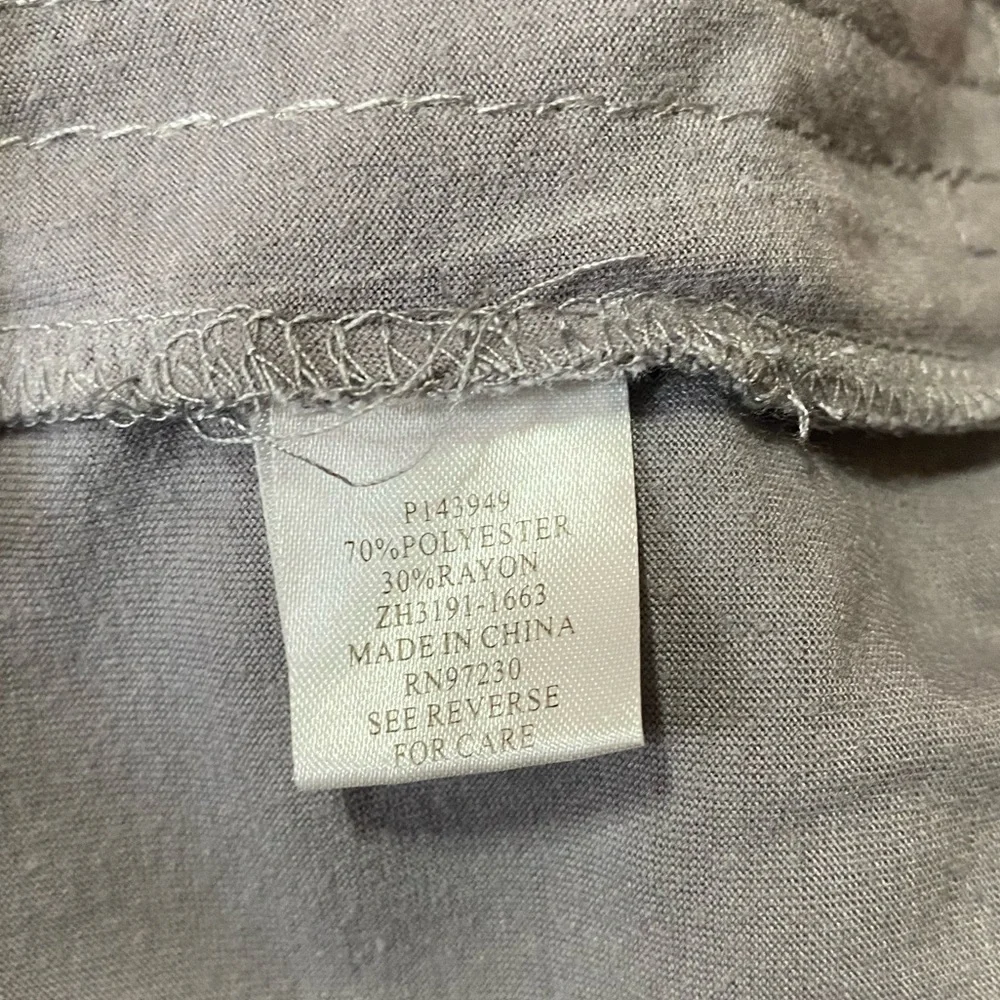 P143949
70%POLYESTER
30%RAYON
ZH3191-1663
MADE IN CHINA
RN97230
SEE REVERSE
FOR CARE